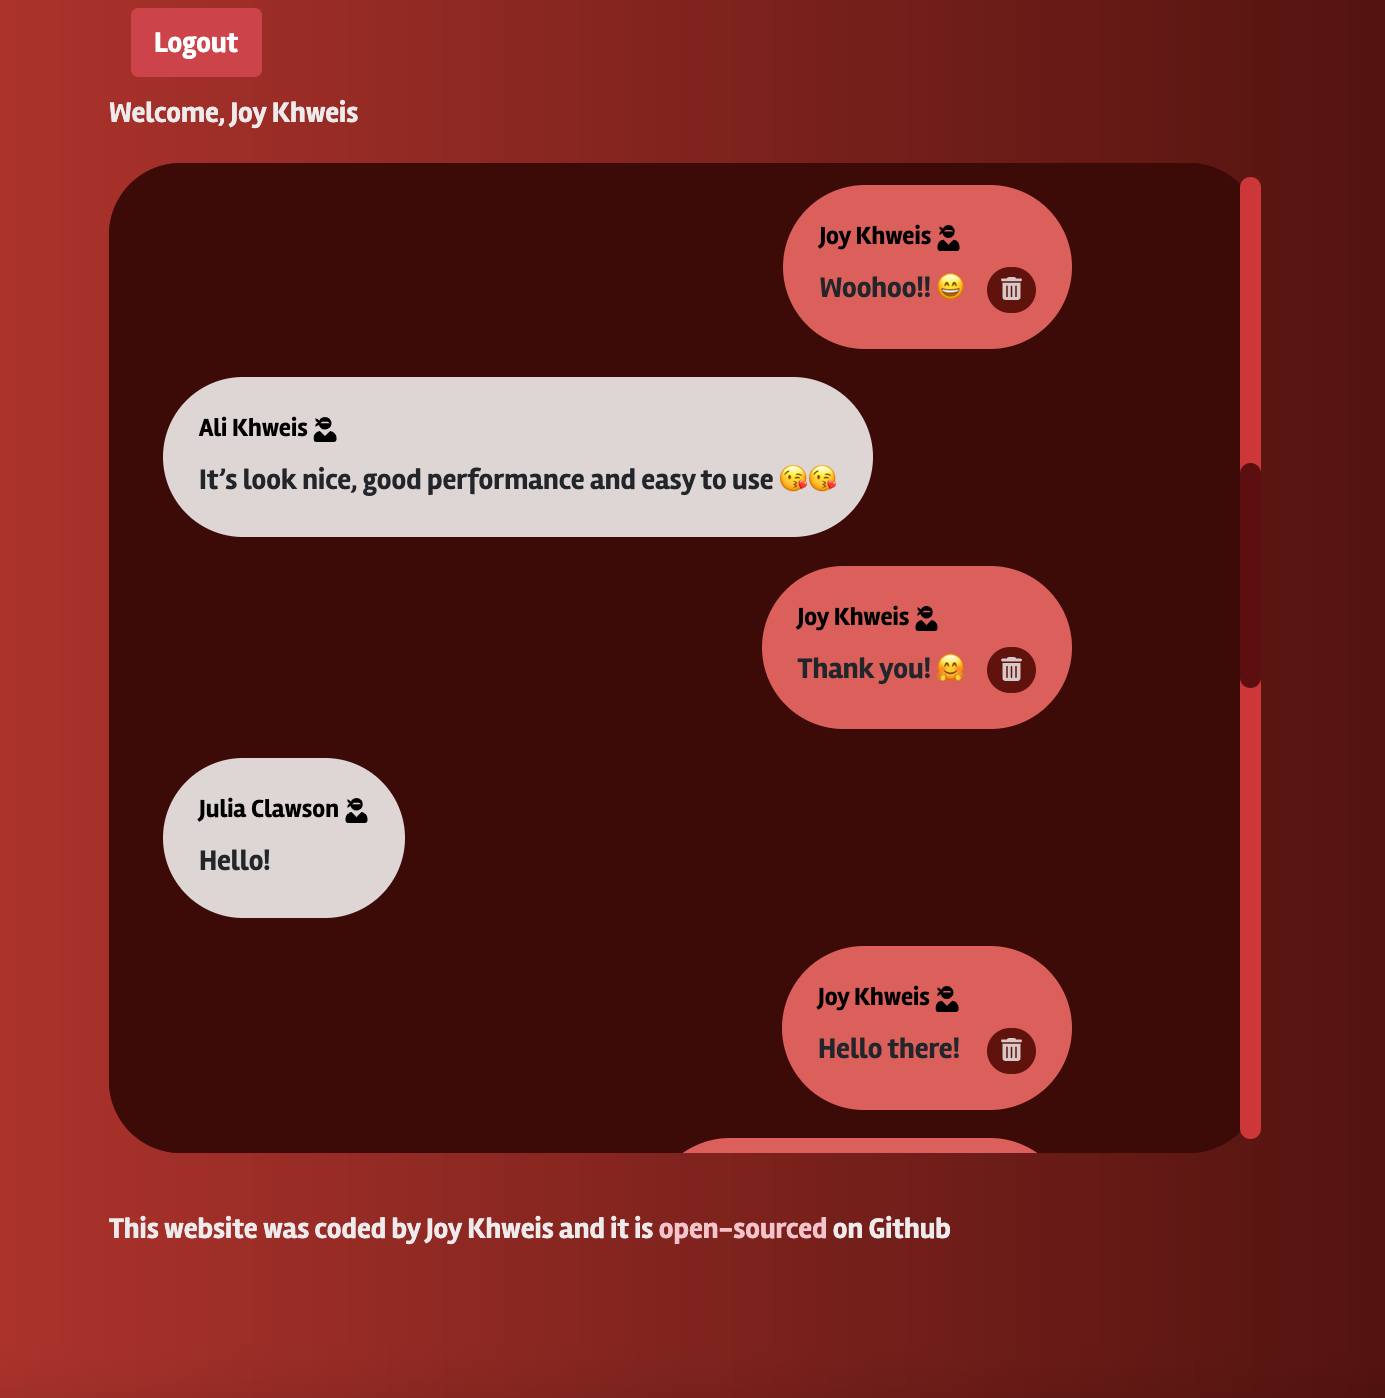 Logout
Welcome, Joy Khweis
Joy Khweis
Woohoo!! 😄
Ali Khweis
It’s look nice, good performance and easy to use 😘😘
Joy Khweis
Thank you! 🤗
Julia Clawson
Hello!
Joy Khweis
Hello there!
This website was coded by Joy Khweis and it is open-sourced on Github